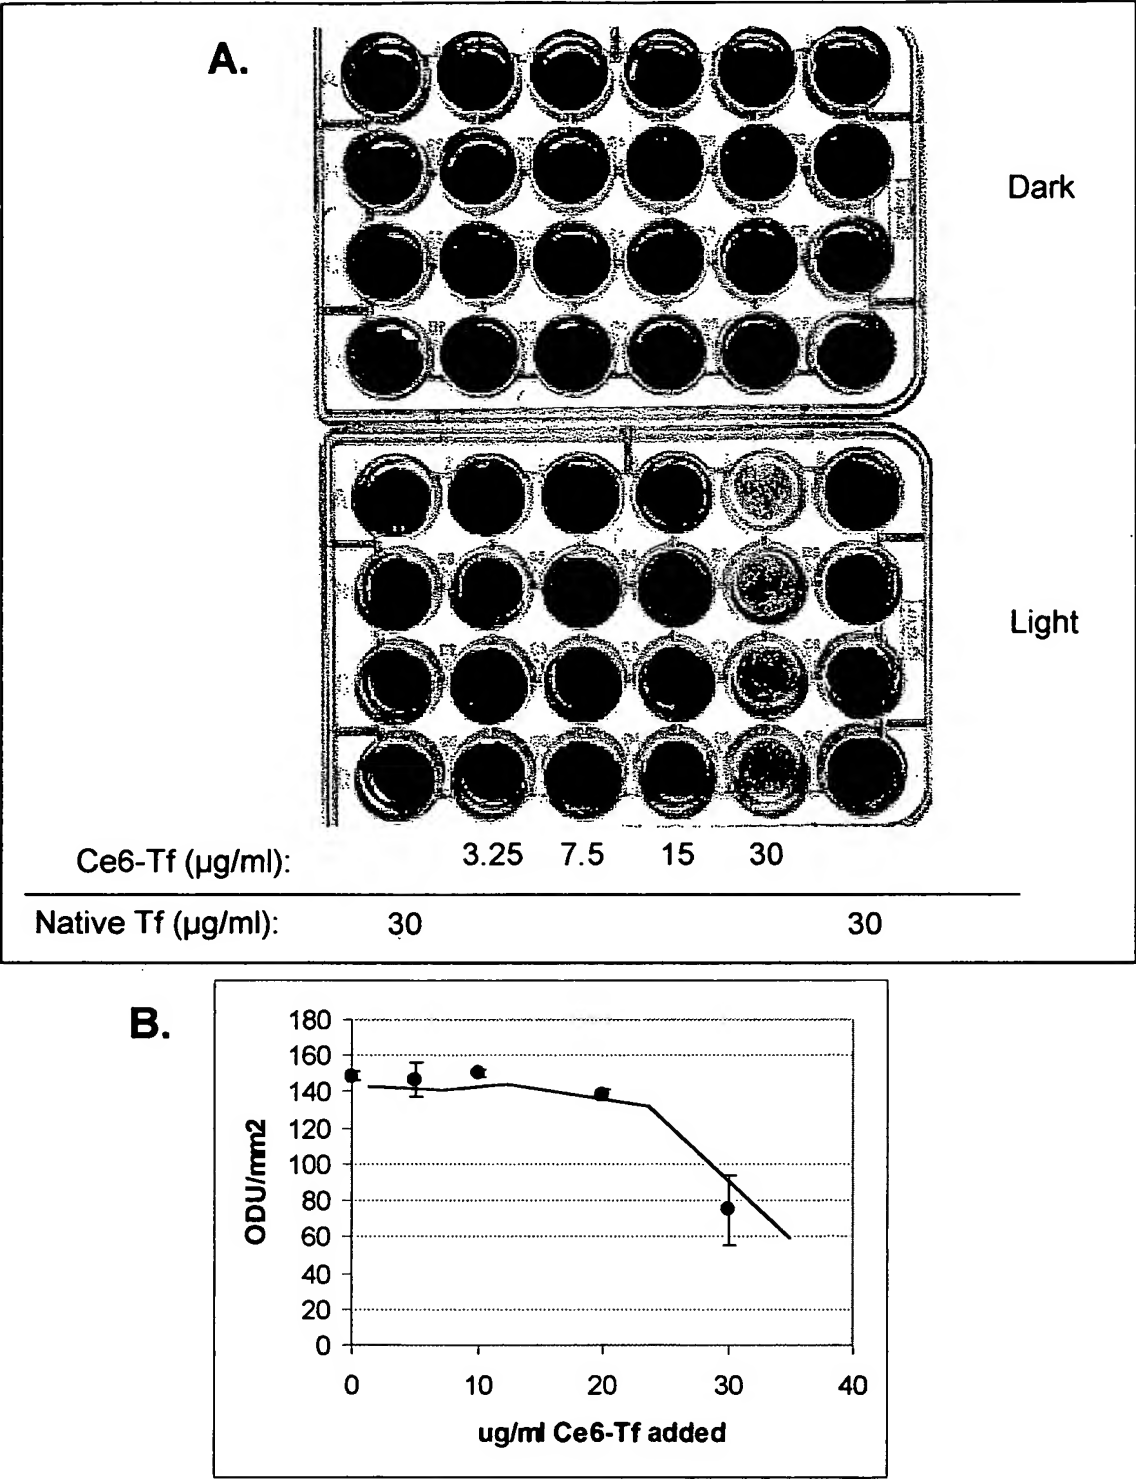 A.
Dark
Light
Ce6-Tf (µg/ml): 3.25 7.5 15 30
Native Tf (µg/ml): 30 30
B.
180
160
140
120
100
80
60
40
20
0
ODU/mm2
0 10 20 30 40
ug/ml Ce6-Tf added